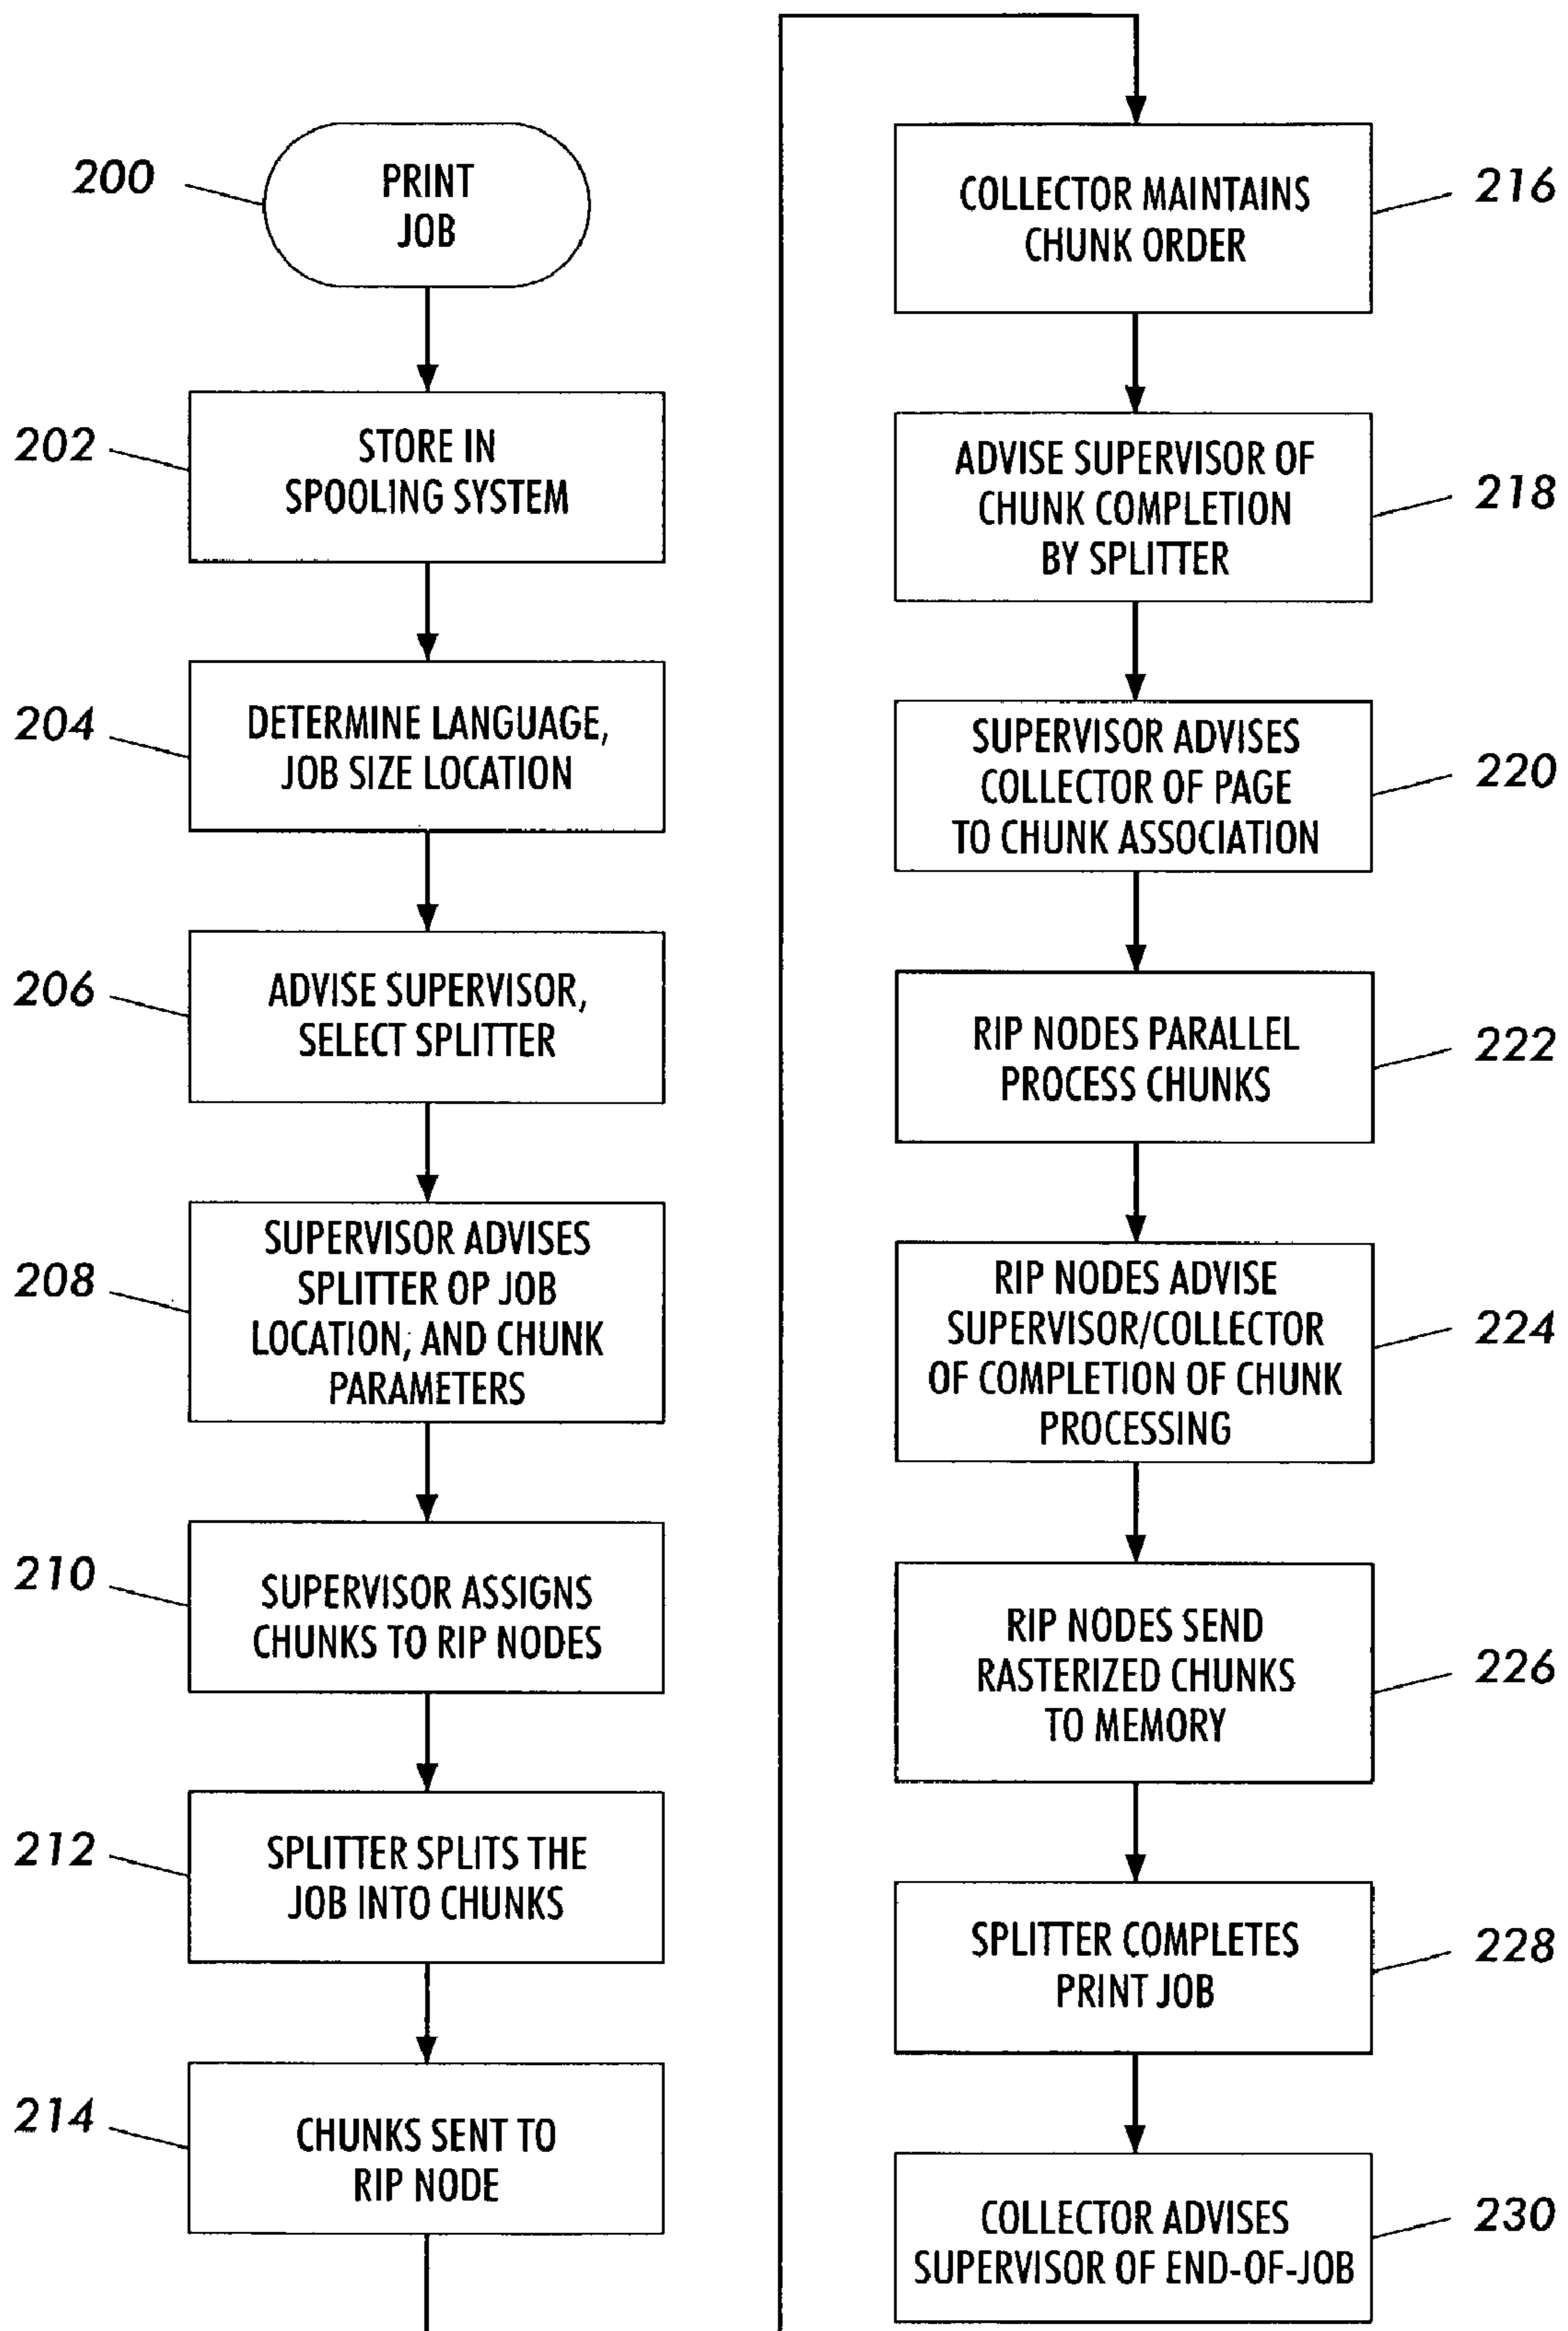 200
PRINT
JOB
202
STORE IN
SPOOLING SYSTEM
204
DETERMINE LANGUAGE,
JOB SIZE LOCATION
206
ADVISE SUPERVISOR,
SELECT SPLITTER
208
SUPERVISOR ADVISES
SPLITTER OP JOB
LOCATION, AND CHUNK
PARAMETERS
210
SUPERVISOR ASSIGNS
CHUNKS TO RIP NODES
212
SPLITTER SPLITS THE
JOB INTO CHUNKS
214
CHUNKS SENT TO
RIP NODE
COLLECTOR MAINTAINS
CHUNK ORDER
216
ADVISE SUPERVISOR OF
CHUNK COMPLETION
BY SPLITTER
218
SUPERVISOR ADVISES
COLLECTOR OF PAGE
TO CHUNK ASSOCIATION
220
RIP NODES PARALLEL
PROCESS CHUNKS
222
RIP NODES ADVISE
SUPERVISOR/COLLECTOR
OF COMPLETION OF CHUNK
PROCESSING
224
RIP NODES SEND
RASTERIZED CHUNKS
TO MEMORY
226
SPLITTER COMPLETES
PRINT JOB
228
COLLECTOR ADVISES
SUPERVISOR OF END-OF-JOB
230